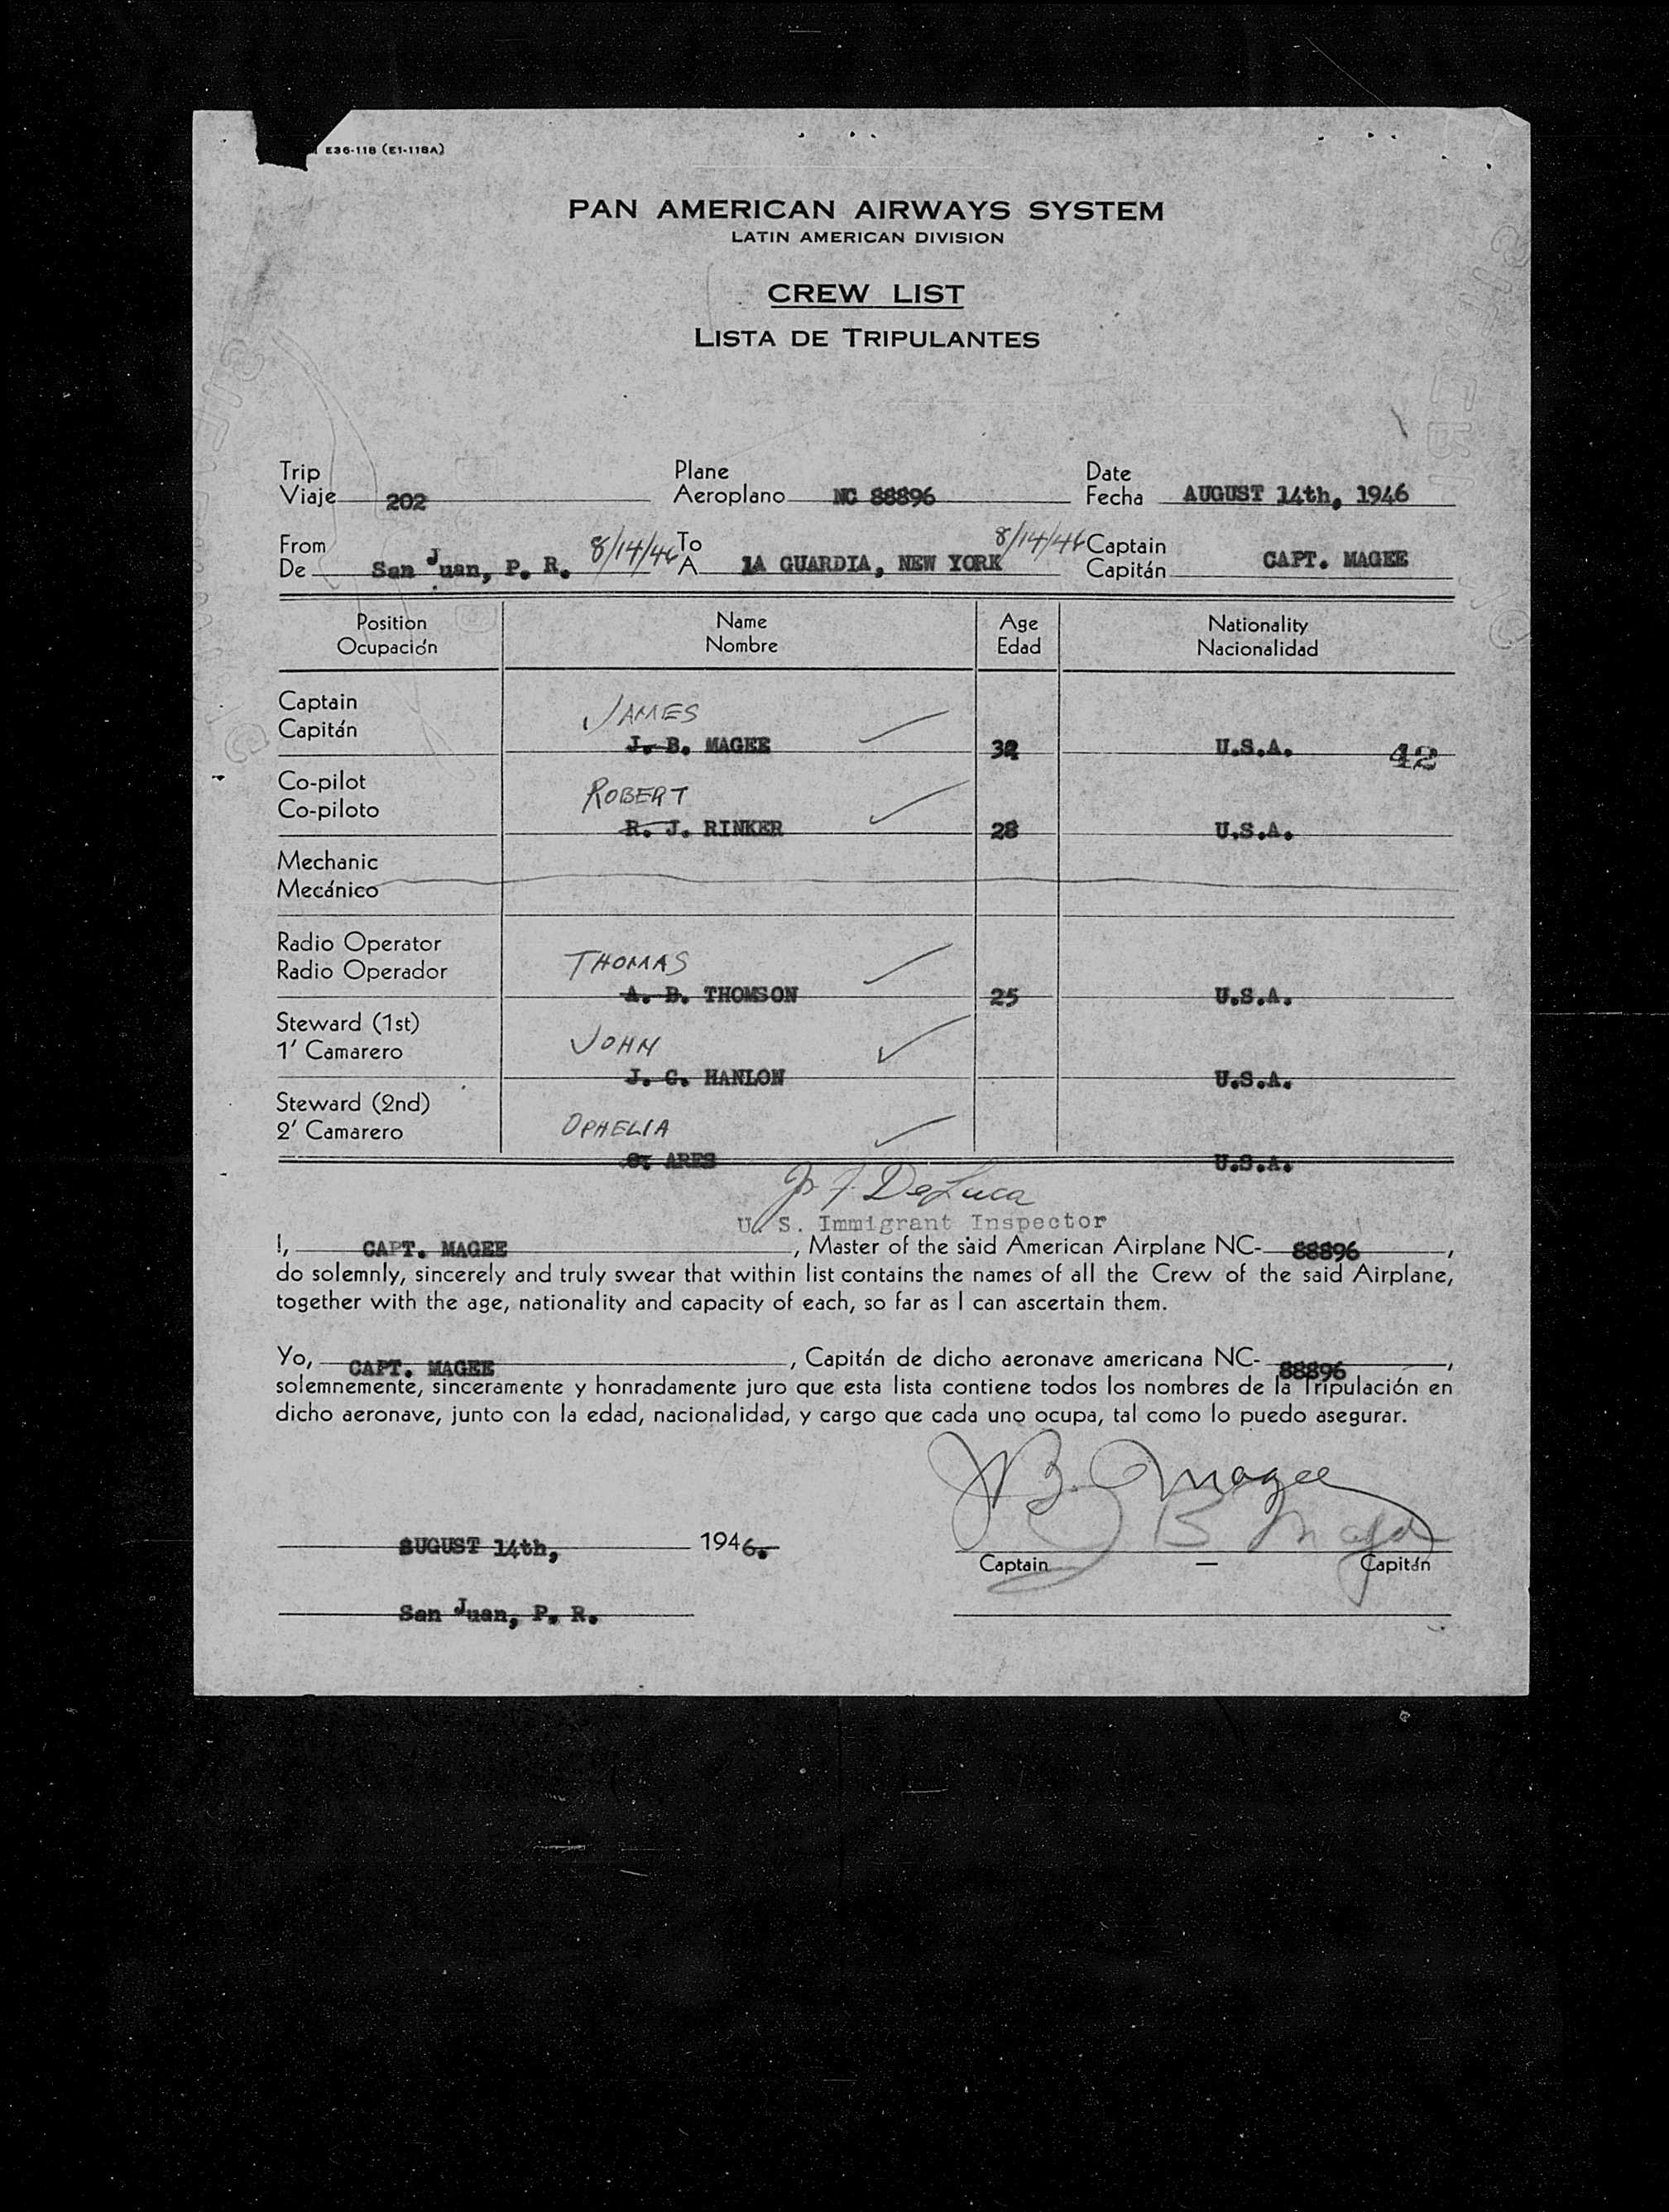 E36-118 (E1-118A)
PAN AMERICAN AIRWAYS SYSTEM
LATIN AMERICAN DIVISION
CREW LIST
LISTA DE TRIPULANTES
Trip
Viaje 202
Plane
Aeroplano NC 88896
Date
Fecha AUGUST 14th, 1946
From
De San Juan, P. R. 8/14/46
To
A LA GUARDIA, NEW YORK 8/14/46
Captain
Capitán CAPT. MAGEE
Position Name Age Nationality
Ocupación Nombre Edad Nacionalidad
Captain JAMES
Capitán J. B. MAGEE U.S.A. 42
Co-pilot ROBERT
Co-piloto R. J. RINKER 28 U.S.A.
Mechanic
Mecánico
Radio Operator THOMAS
Radio Operador A. B. THOMSON 25 U.S.A.
Steward (1st) JOHN
1' Camarero J. C. HANLON U.S.A.
Steward (2nd) OPHELIA
2' Camarero ARES U.S.A.
DeLuca
U. S. Immigrant Inspector
I, CAPT. MAGEE, Master of the said American Airplane NC- 88896,
do solemnly, sincerely and truly swear that within list contains the names of all the Crew of the said Airplane,
together with the age, nationality and capacity of each, so far as I can ascertain them.
Yo, CAPT. MAGEE, Capitán de dicho aeronave americana NC- 88896,
solemnemente, sinceramente y honradamente juro que esta lista contiene todos los nombres de la Tripulación en
dicho aeronave, junto con la edad, nacionalidad, y cargo que cada uno ocupa, tal como lo puedo asegurar.
JB. Magee
AUGUST 14th, 1946.
Captain — Capitán
San Juan, P. R.